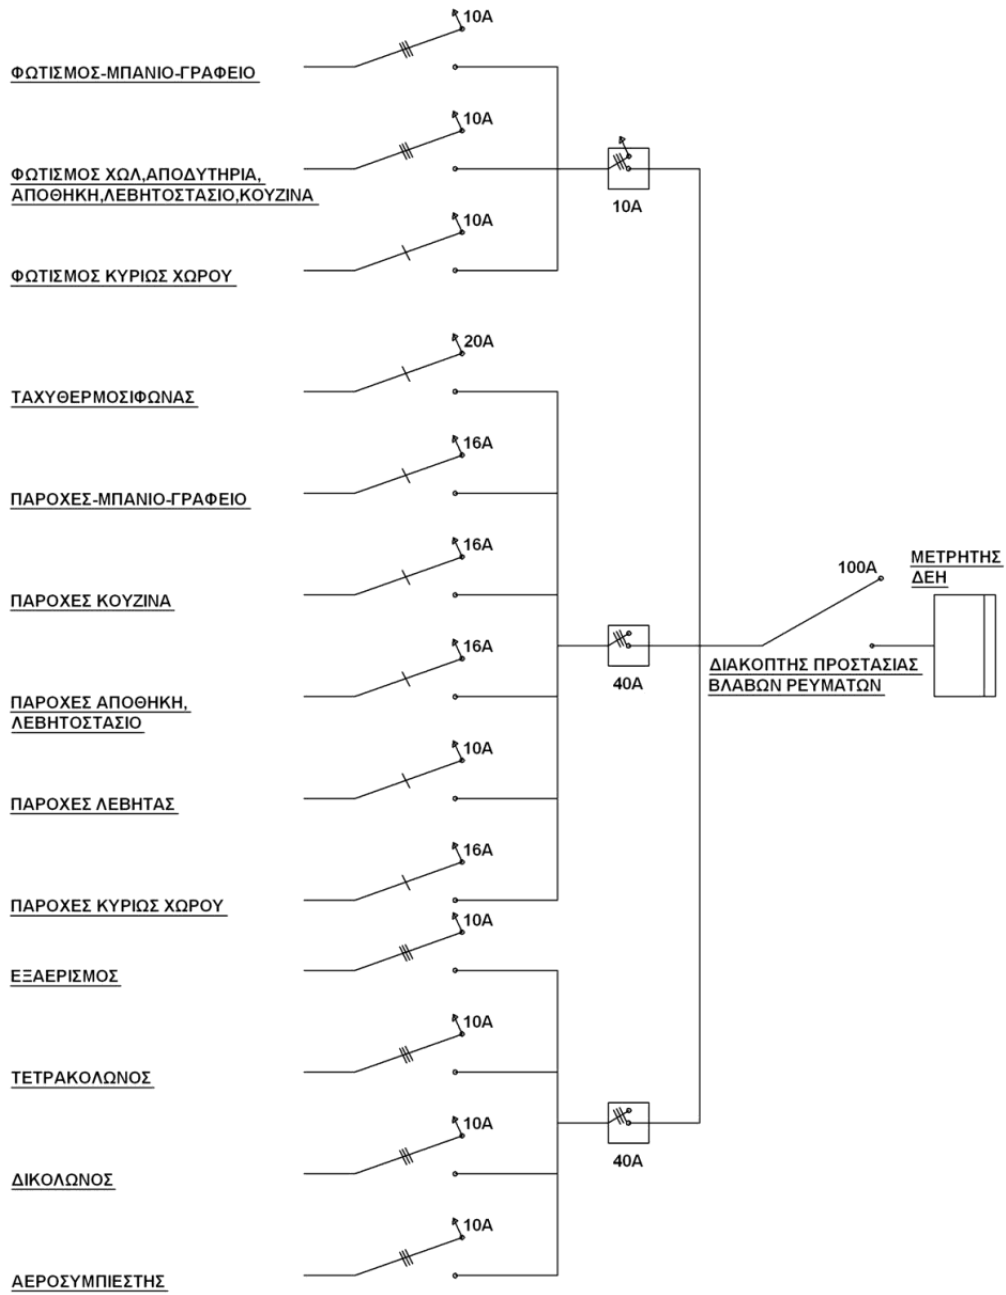 10A
ΦΩΤΙΣΜΟΣ-ΜΠΑΝΙΟ-ΓΡΑΦΕΙΟ
10A
ΦΩΤΙΣΜΟΣ ΧΩΛ,ΑΠΟΔΥΤΗΡΙΑ,
ΑΠΟΘΗΚΗ,ΛΕΒΗΤΟΣΤΑΣΙΟ,ΚΟΥΖΙΝΑ
10A
10A
ΦΩΤΙΣΜΟΣ ΚΥΡΙΩΣ ΧΩΡΟΥ
20A
ΤΑΧΥΘΕΡΜΟΣΙΦΩΝΑΣ
16A
ΠΑΡΟΧΕΣ-ΜΠΑΝΙΟ-ΓΡΑΦΕΙΟ
16A
ΠΑΡΟΧΕΣ ΚΟΥΖΙΝΑ
100A
ΜΕΤΡΗΤΗΣ
ΔΕΗ
16A
ΠΑΡΟΧΕΣ ΑΠΟΘΗΚΗ,
ΛΕΒΗΤΟΣΤΑΣΙΟ
40A
ΔΙΑΚΟΠΤΗΣ ΠΡΟΣΤΑΣΙΑΣ
ΒΛΑΒΩΝ ΡΕΥΜΑΤΩΝ
10A
ΠΑΡΟΧΕΣ ΛΕΒΗΤΑΣ
16A
ΠΑΡΟΧΕΣ ΚΥΡΙΩΣ ΧΩΡΟΥ
10A
ΕΞΑΕΡΙΣΜΟΣ
10A
ΤΕΤΡΑΚΟΛΩΝΟΣ
10A
ΔΙΚΟΛΩΝΟΣ
40A
10A
ΑΕΡΟΣΥΜΠΙΕΣΤΗΣ